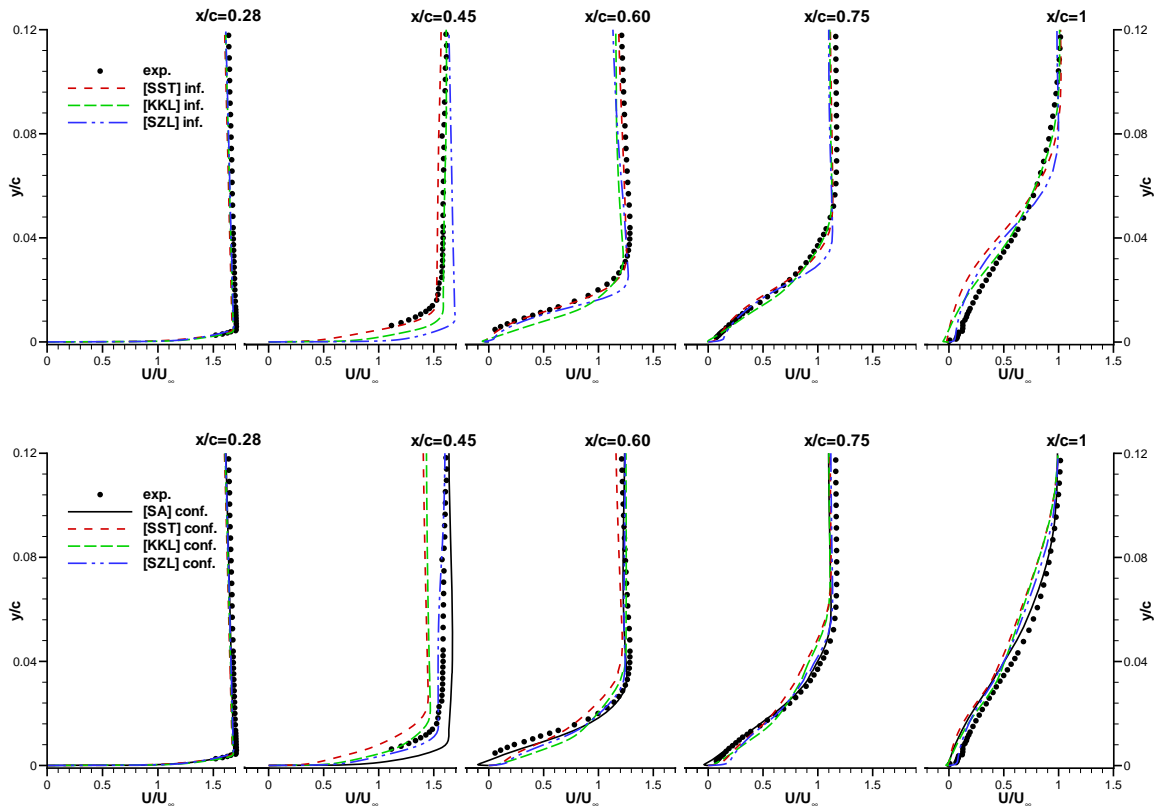 x/c=0.28 x/c=0.45 x/c=0.60 x/c=0.75 x/c=1
0.12 0.12
exp.
[SST] inf.
[KKL] inf.
[SZL] inf.
0.08 0.08
y/c y/c
0.04 0.04
0 0
0 0.5 1 1.5 0 0.5 1 1.5 0 0.5 1 1.5 0 0.5 1 1.5 0 0.5 1 1.5
U/U∞ U/U∞ U/U∞ U/U∞ U/U∞
x/c=0.28 x/c=0.45 x/c=0.60 x/c=0.75 x/c=1
0.12 0.12
exp.
[SA] conf.
[SST] conf.
[KKL] conf.
[SZL] conf.
0.08 0.08
y/c y/c
0.04 0.04
0 0
0 0.5 1 1.5 0 0.5 1 1.5 0 0.5 1 1.5 0 0.5 1 1.5 0 0.5 1 1.5
U/U∞ U/U∞ U/U∞ U/U∞ U/U∞